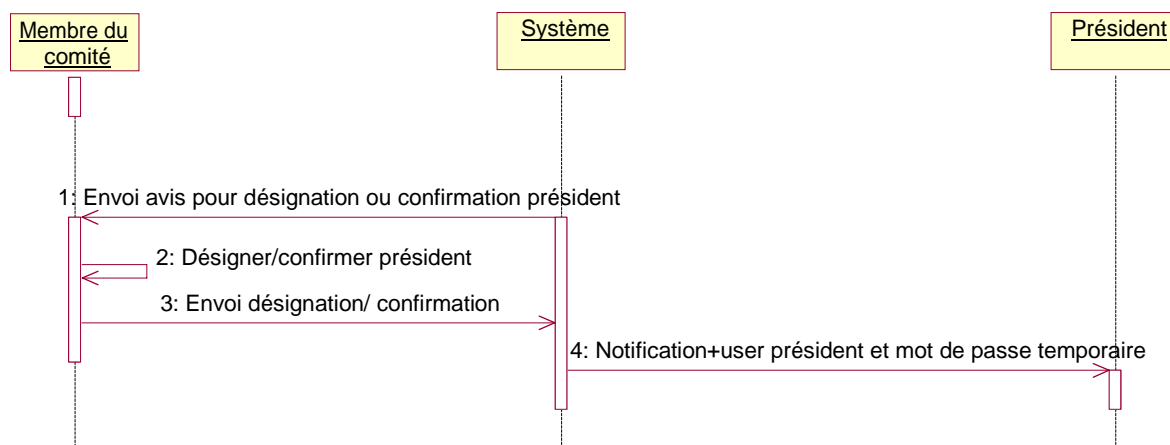 Membre du
comité
Système
Président
1: Envoi avis pour désignation ou confirmation président
2: Désigner/confirmer président
3: Envoi désignation/ confirmation
4: Notification+user président et mot de passe temporaire